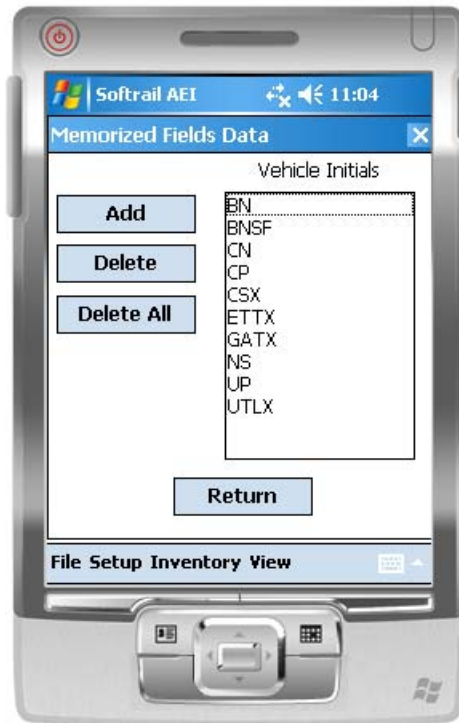 Softrail AEI 11:04
Memorized Fields Data
Vehicle Initials
Add
Delete
Delete All
BN
BNSF
CN
CP
CSX
ETTX
GATX
NS
UP
UTLX
Return
File Setup Inventory View